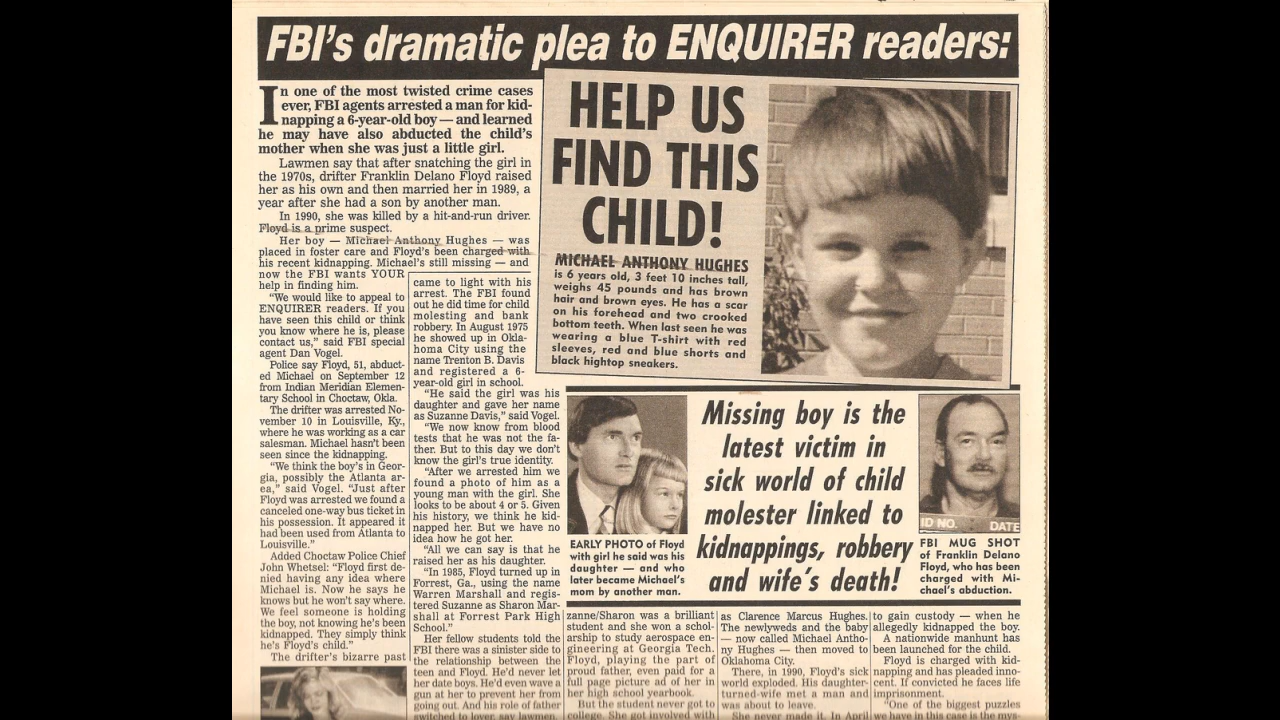 FBI's dramatic plea to ENQUIRER readers:
In one of the most twisted crime cases
ever, FBI agents arrested a man for kid-
napping a 6-year-old boy — and learned
he may have also abducted the child's
mother when she was just a little girl.
Lawmen say that after snatching the girl in
the 1970s, drifter Franklin Delano Floyd raised
her as his own and then married her in 1989, a
year after she had a son by another man.
In 1990, she was killed by a hit-and-run driver.
Floyd is a prime suspect.
Her boy — Michael Anthony Hughes — was
placed in foster care and Floyd's been charged with
his recent kidnapping. Michael's still missing — and
now the FBI wants YOUR
help in finding him.
"We would like to appeal to
ENQUIRER readers. If you
have seen this child or think
you know where he is, please
contact us," said FBI special
agent Dan Vogel.
Police say Floyd, 51, abduct-
ed Michael on September 12
from Indian Meridian Elemen-
tary School in Choctaw, Okla.
The drifter was arrested No-
vember 10 in Louisville, Ky.,
where he was working as a car
salesman. Michael hasn't been
seen since the kidnapping.
"We think the boy's in Geor-
gia, possibly the Atlanta ar-
ea," said Vogel. "Just after
Floyd was arrested we found a
canceled one-way bus ticket in
his possession. It appeared it
had been used from Atlanta to
Louisville."
Added Choctaw Police Chief
John Whetsel: "Floyd first de-
nied having any idea where
Michael is. Now he says he
knows but he won't say where.
We feel someone is holding
the boy, not knowing he's been
kidnapped. They simply think
he's Floyd's child."
The drifter's bizarre past
came to light with his
arrest. The FBI found
out he did time for child
molesting and bank
robbery. In August 1975
he showed up in Okla-
homa City using the
name Trenton B. Davis
and registered a 6-
year-old girl in school.
"He said the girl was his
daughter and gave her name
as Suzanne Davis," said Vogel.
"We now know from blood
tests that he was not the fa-
ther. But to this day we don't
know the girl's true identity.
"After we arrested him we
found a photo of him as a
young man with the girl. She
looks to be about 4 or 5. Given
his history, we think he kid-
napped her. But we have no
idea how he got her.
"All we can say is that he
raised her as his daughter.
"In 1985, Floyd turned up in
Forrest, Ga., using the name
Warren Marshall and regis-
tered Suzanne as Sharon Mar-
shall at Forrest Park High
School."
Her fellow students told the
FBI there was a sinister side to
the relationship between the
teen and Floyd. He'd never let
her date boys. He'd even wave a
gun at her to prevent her from
going out. And his role of father
switched to lover, say lawmen.
HELP US
FIND THIS
CHILD!
MICHAEL ANTHONY HUGHES
is 6 years old, 3 feet 10 inches tall,
weighs 45 pounds and has brown
hair and brown eyes. He has a scar
on his forehead and two crooked
bottom teeth. When last seen he was
wearing a blue T-shirt with red
sleeves, red and blue shorts and
black hightop sneakers.
EARLY PHOTO of Floyd
with girl he said was his
daughter — and who
later became Michael's
mom by another man.
Missing boy is the
latest victim in
sick world of child
molester linked to
kidnappings, robbery
and wife's death!
ID NO. DATE
FBI MUG SHOT
of Franklin Delano
Floyd, who has been
charged with Mi-
chael's abduction.
zanne/Sharon was a brilliant
student and she won a schol-
arship to study aerospace en-
gineering at Georgia Tech.
Floyd, playing the part of
proud father, even paid for a
full page picture ad of her in
her high school yearbook.
But the student never got to
college. She got involved with
as Clarence Marcus Hughes.
The newlyweds and the baby
— now called Michael Antho-
ny Hughes — then moved to
Oklahoma City.
There, in 1990, Floyd's sick
world exploded. His daughter-
turned-wife met a man and
was about to leave.
She never made it. In April
to gain custody — when he
allegedly kidnapped the boy.
A nationwide manhunt has
been launched for the child.
Floyd is charged with kid-
napping and has pleaded inno-
cent. If convicted he faces life
imprisonment.
"One of the biggest puzzles
we have in this case is the mys-